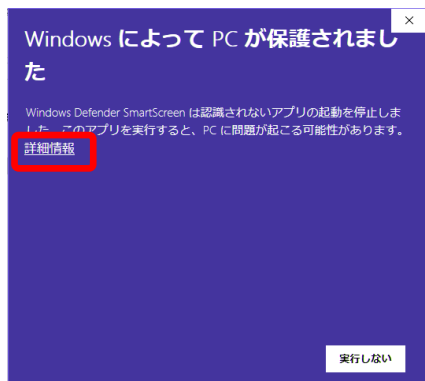 Windows によって PC が保護されまし
た
Windows Defender SmartScreen は認識されないアプリの起動を停止しま
した。このアプリを実行すると、PC に問題が起こる可能性があります。
詳細情報
実行しない